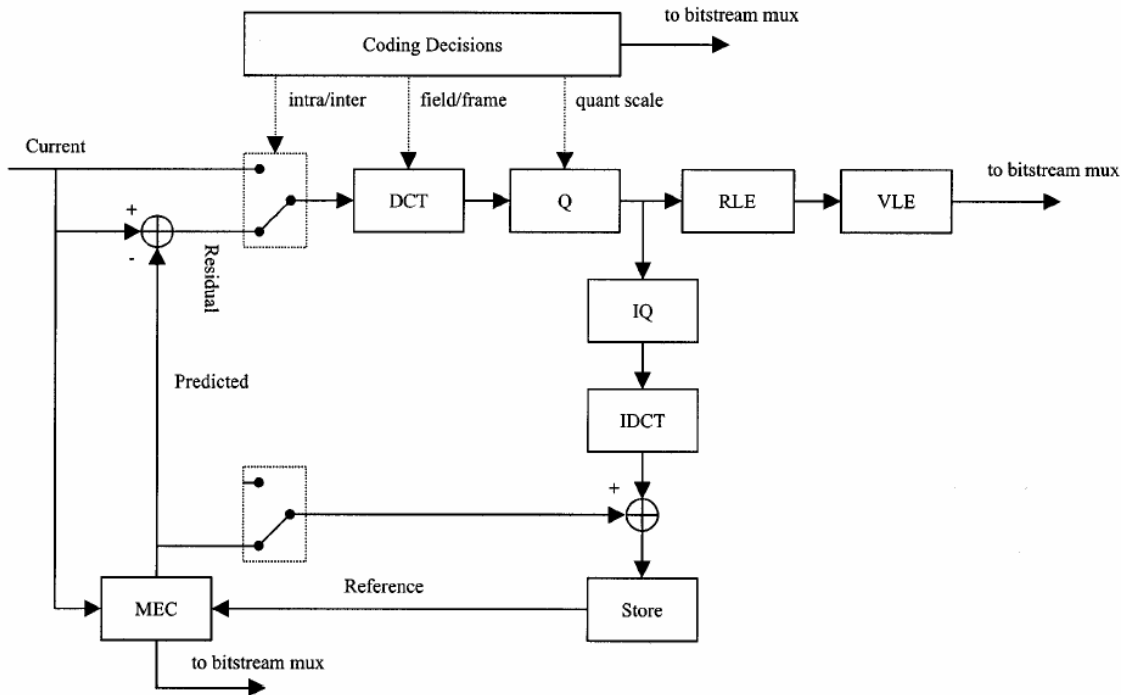 to bitstream mux
Coding Decisions
intra/inter
field/frame
quant scale
Current
to bitstream mux
DCT
Q
RLE
VLE
+
-
Residual
IQ
Predicted
IDCT
+
Reference
MEC
Store
to bitstream mux